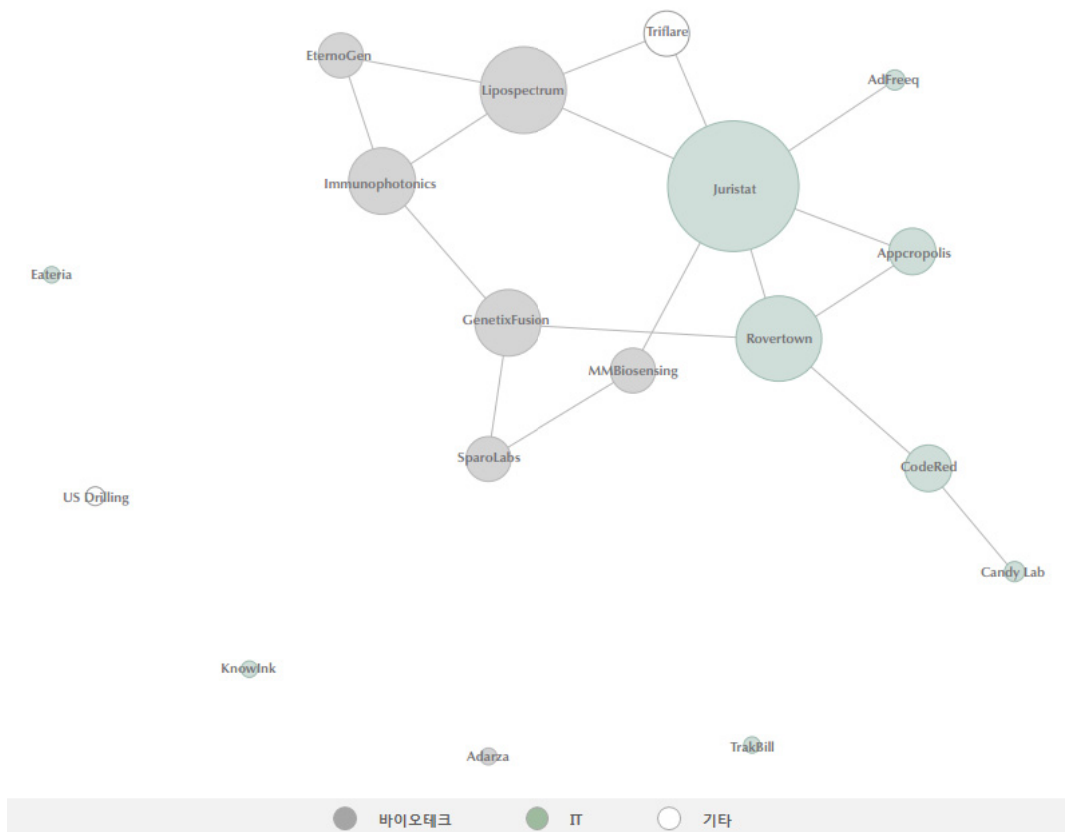 Triflare
EternoGen
AdFreeq
Lipospectrum
Immunophotonics
Juristat
Appcropolis
Eateria
GenetixFusion
Rovertown
MMBiosensing
SparoLabs
CodeRed
US Drilling
Candy Lab
KnowInk
TrakBill
Adarza
바이오테크 IT 기타